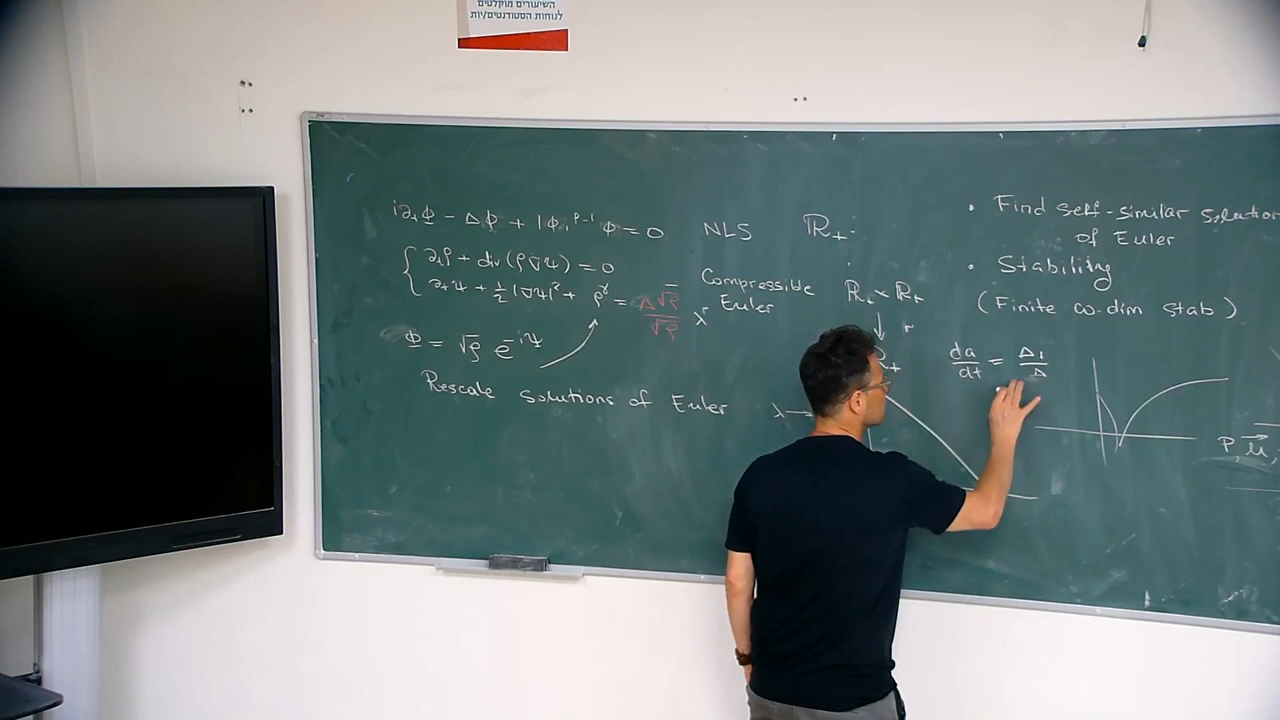 השיעורים מוקלטים
לנוחות הסטודנטים/יות
i∂ₜΦ − ΔΦ + |Φ|ᵖ⁻¹ Φ = 0 NLS ℝ₊
∂ₜρ + div(ρ∇Ψ) = 0
∂ₜΨ + ½|∇Ψ|² + ρ^γ = Δ√ρ/√ρ
Compressible
Euler
Φ = √ρ e^{-iΨ}
Rescale solutions of Euler
λ →
ℝ₊ × ℝ₊
↓ r
• Find self-similar solution
of Euler
• Stability
(Finite co-dim stab)
da/dt = Δ₁/Δ